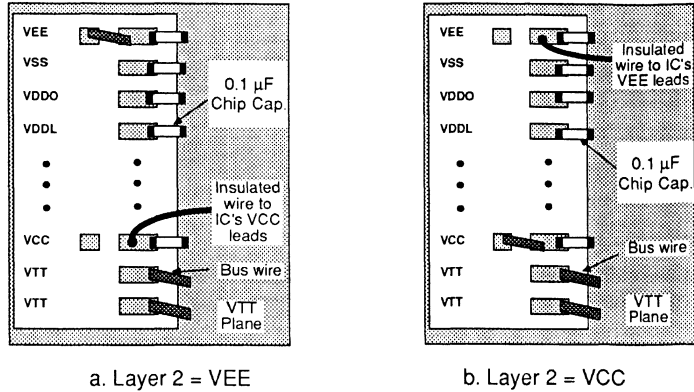 VEE
VSS
VDDO
VDDL
0.1 µF
Chip Cap.
Insulated
wire to
IC's VCC
leads
VCC
VTT
VTT
Bus wire
VTT
Plane
a. Layer 2 = VEE
VEE
VSS
VDDO
VDDL
Insulated
wire to IC's
VEE leads
0.1 µF
Chip Cap.
VCC
VTT
VTT
Bus wire
VTT
Plane
b. Layer 2 = VCC